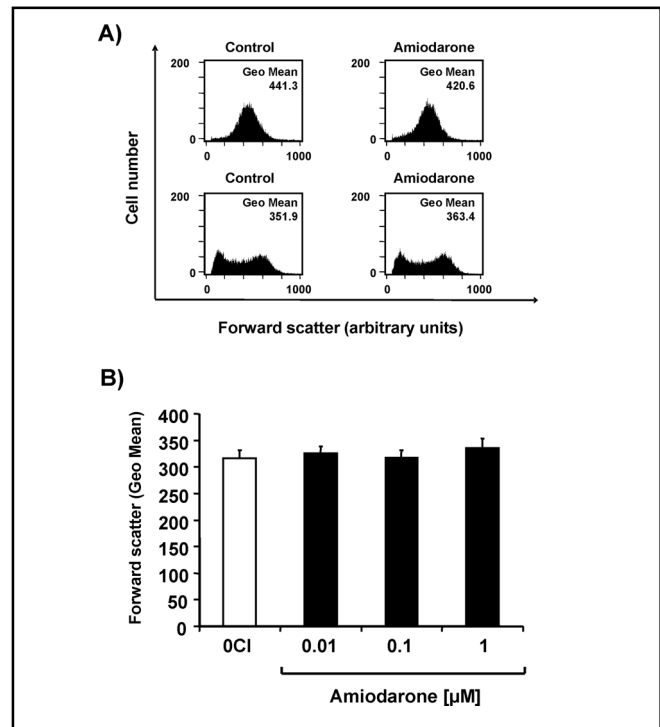 A)
Control
Amiodarone
200
Geo Mean
441.3
0
0
1000
200
Geo Mean
420.6
0
0
1000
Control
Amiodarone
200
Geo Mean
351.9
0
0
1000
200
Geo Mean
363.4
0
0
1000
Cell number
Forward scatter (arbitrary units)
B)
Forward scatter (Geo Mean)
400
350
300
250
200
150
100
50
0
0Cl 0.01 0.1 1
Amiodarone [µM]